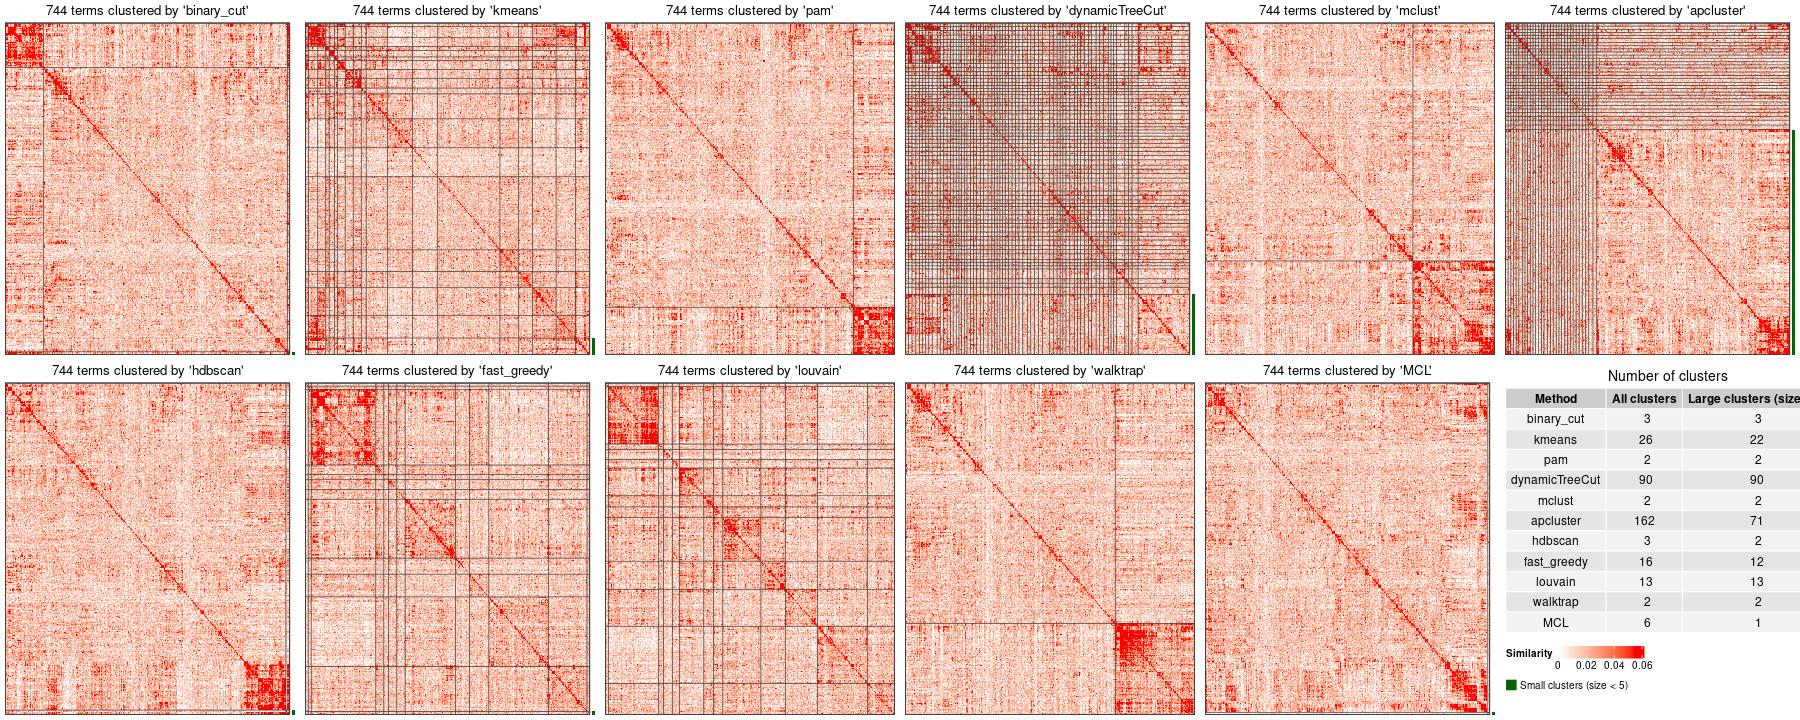 744 terms clustered by 'binary_cut'
744 terms clustered by 'kmeans'
744 terms clustered by 'pam'
744 terms clustered by 'dynamicTreeCut'
744 terms clustered by 'mclust'
744 terms clustered by 'apcluster'
744 terms clustered by 'hdbscan'
744 terms clustered by 'fast_greedy'
744 terms clustered by 'louvain'
744 terms clustered by 'walktrap'
744 terms clustered by 'MCL'
Number of clusters
Method All clusters Large clusters (size
binary_cut 3 3
kmeans 26 22
pam 2 2
dynamicTreeCut 90 90
mclust 2 2
apcluster 162 71
hdbscan 3 2
fast_greedy 16 12
louvain 13 13
walktrap 2 2
MCL 6 1
Similarity
0 0.02 0.04 0.06
Small clusters (size < 5)